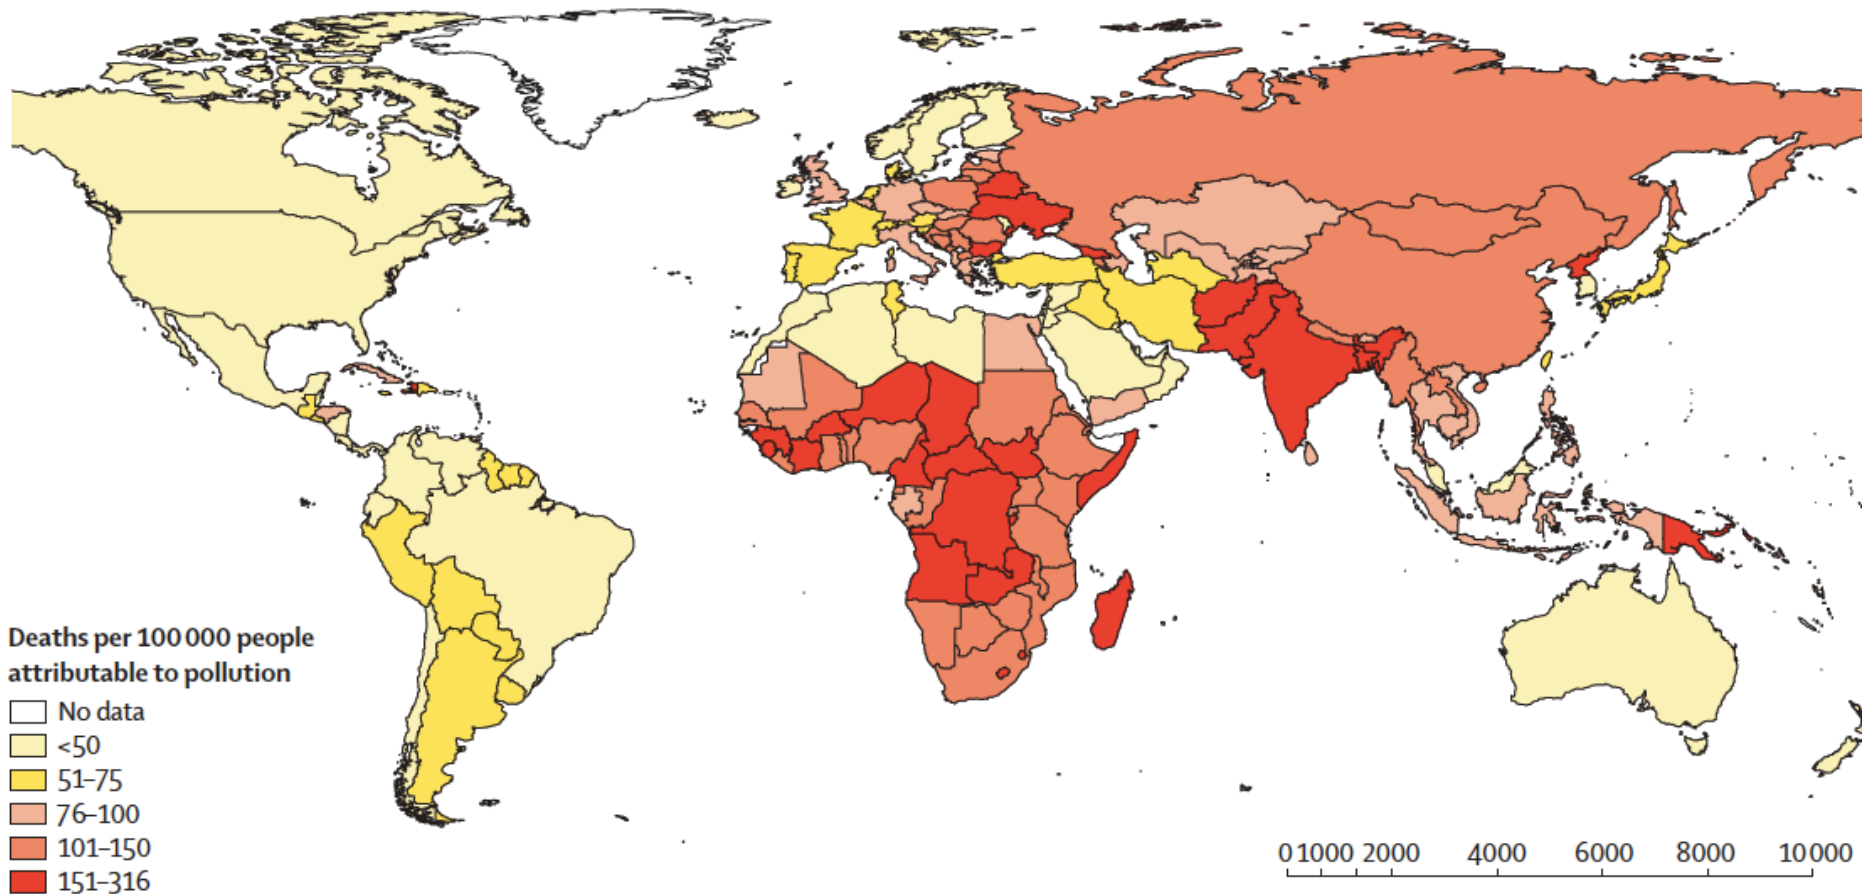 Deaths per 100 000 people
attributable to pollution
No data
<50
51–75
76–100
101–150
151–316
0 1000 2000 4000 6000 8000 10 000